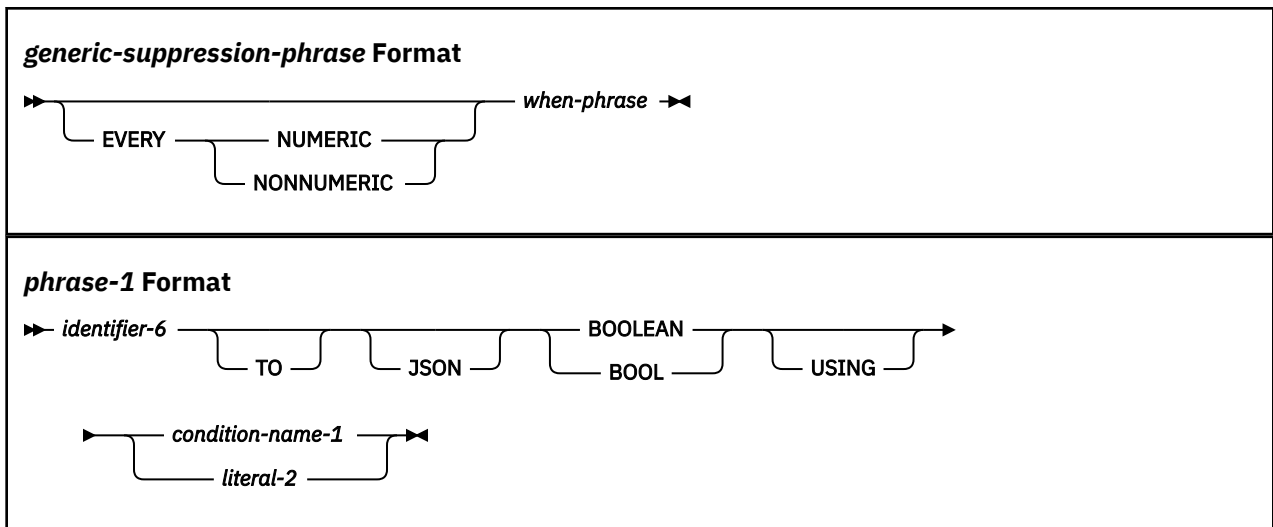 generic-suppression-phrase Format
when-phrase
EVERY NUMERIC
NONNUMERIC
phrase-1 Format
identifier-6 BOOLEAN
TO JSON BOOL USING
condition-name-1
literal-2